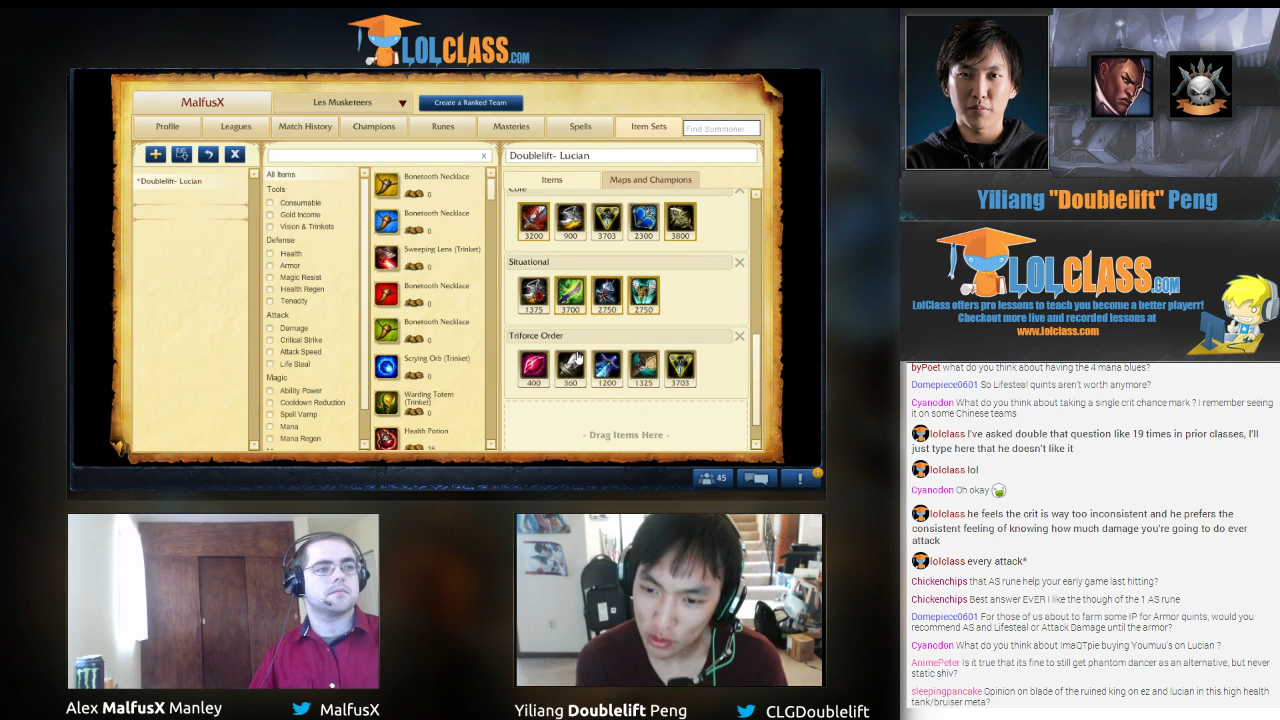 LOLCLASS.COM
MalfusX
Les Musketeers
Create a Ranked Team
Profile
Leagues
Match History
Champions
Runes
Masteries
Spells
Item Sets
Find Summoner
x
Doublelift- Lucian
*Doublelift- Lucian
All Items
Tools
Consumable
Gold Income
Vision & Trinkets
Defense
Health
Armor
Magic Resist
Health Regen
Tenacity
Attack
Damage
Critical Strike
Attack Speed
Life Steal
Magic
Ability Power
Cooldown Reduction
Spell Vamp
Mana
Mana Regen
Bonetooth Necklace
0
Bonetooth Necklace
0
Sweeping Lens (Trinket)
0
Bonetooth Necklace
0
Bonetooth Necklace
0
Scrying Orb (Trinket)
0
Warding Totem
(Trinket)
0
Health Potion
35
Items
Maps and Champions
Core
3200 900 3703 2300 3800
Situational
1375 3700 2750 2750
Triforce Order
400 360 1200 1325 3703
- Drag Items Here -
45
!
1
Alex MalfusX Manley
MalfusX
Yiliang Doublelift Peng
CLGDoublelift
Yiliang "Doublelift" Peng
LOLCLASS.COM
LolClass offers pro lessons to teach you become a better playerr!
Checkout more live and recorded lessons at
www.lolclass.com
byPoet what do you think about having the 4 mana blues?
Domepiece0601 So Lifesteal quints aren't worth anymore?
Cyanodon What do you think about taking a single crit chance mark ? I remember seeing
it on some Chinese teams
lolclass I've asked double that question like 19 times in prior classes, I'll
just type here that he doesn't like it
lolclass lol
Cyanodon Oh okay
lolclass he feels the crit is way too inconsistent and he prefers the
consistent feeling of knowing how much damage you're going to do ever
attack
lolclass every attack*
Chickenchips that AS rune help your early game last hitting?
Chickenchips Best answer EVER I like the though of the 1 AS rune
Domepiece0601 For those of us about to farm some IP for Armor quints, would you
recommend AS and Lifesteal or Attack Damage until the armor?
Cyanodon What do you think about ImaQTpie buying Youmuu's on Lucian ?
AnimePeter Is it true that its fine to still get phantom dancer as an alternative, but never
static shiv?
sleepingpancake Opinion on blade of the ruined king on ez and lucian in this high health
tank/bruiser meta?